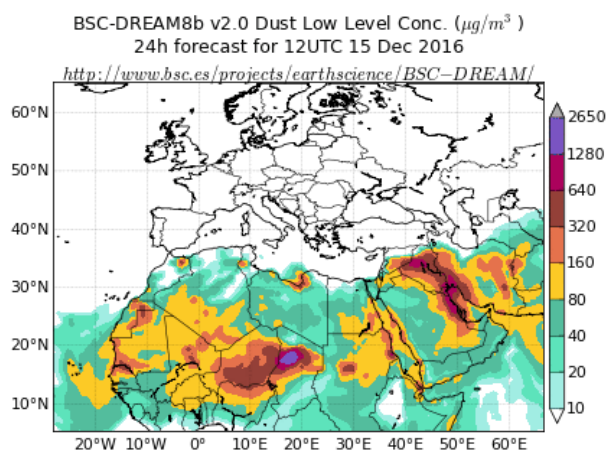 BSC-DREAM8b v2.0 Dust Low Level Conc. (μg/m³ )
24h forecast for 12UTC 15 Dec 2016
http://www.bsc.es/projects/earthscience/BSC−DREAM/
60°N
50°N
40°N
30°N
20°N
10°N
20°W 10°W 0° 10°E 20°E 30°E 40°E 50°E 60°E
2650
1280
640
320
160
80
40
20
10